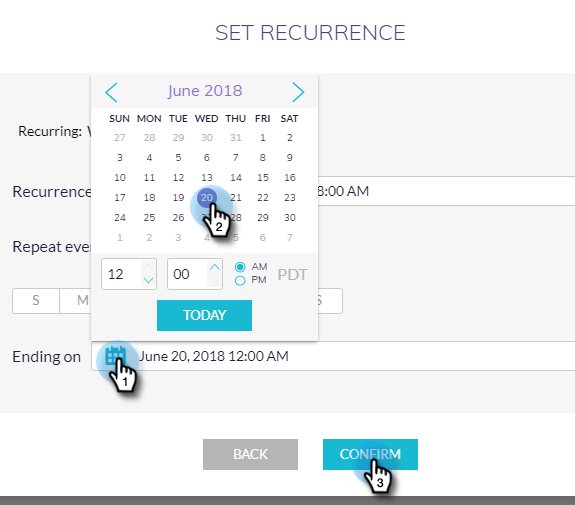 SET RECURRENCE
June 2018
SUN MON TUE WED THU FRI SAT
27 28 29 30 31 1 2
3 4 5 6 7 8 9
Recurring:
10 11 12 13 14 15 16
Recurrence 17 18 19 20 21 22 23 8:00 AM
2
24 25 26 28 29 30
1 2 3 4 5 6 7
Repeat eve
12 00 AM PM PDT
S M S
TODAY
Ending on June 20, 2018 12:00 AM
1
BACK CONFIRM
3